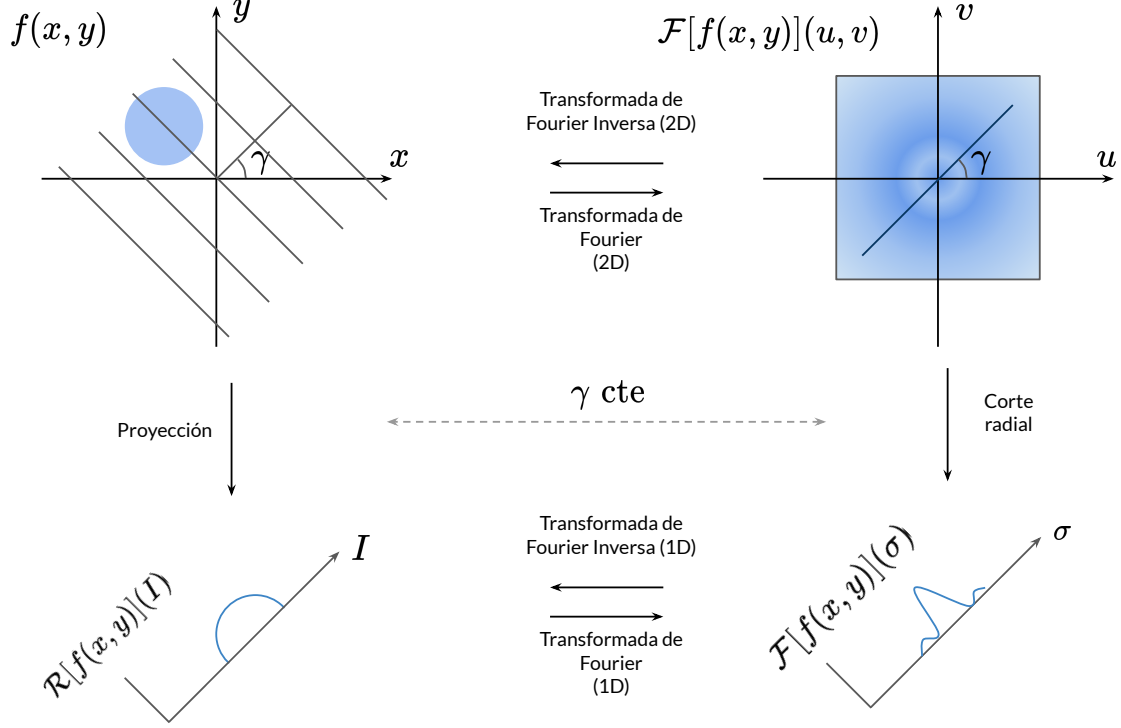 f(x, y)
y
x
γ
Transformada de
Fourier Inversa (2D)
Transformada de
Fourier
(2D)
ℱ[f(x, y)](u, v)
v
u
γ
Proyección
γ cte
Corte
radial
ℛ[f(x, y)](I)
I
Transformada de
Fourier Inversa (1D)
Transformada de
Fourier
(1D)
ℱ[f(x, y)](σ)
σ